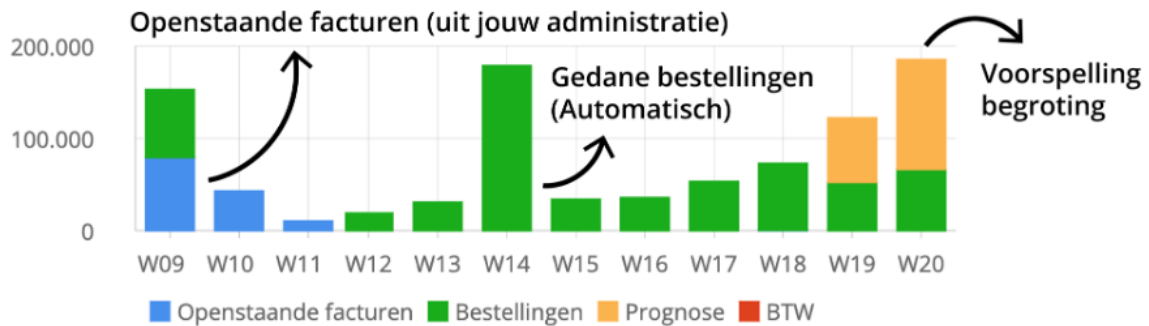 Openstaande facturen (uit jouw administratie)
200.000
Gedane bestellingen
(Automatisch)
Voorspelling
begroting
100.000
0
W09 W10 W11 W12 W13 W14 W15 W16 W17 W18 W19 W20
Openstaande facturen Bestellingen Prognose BTW